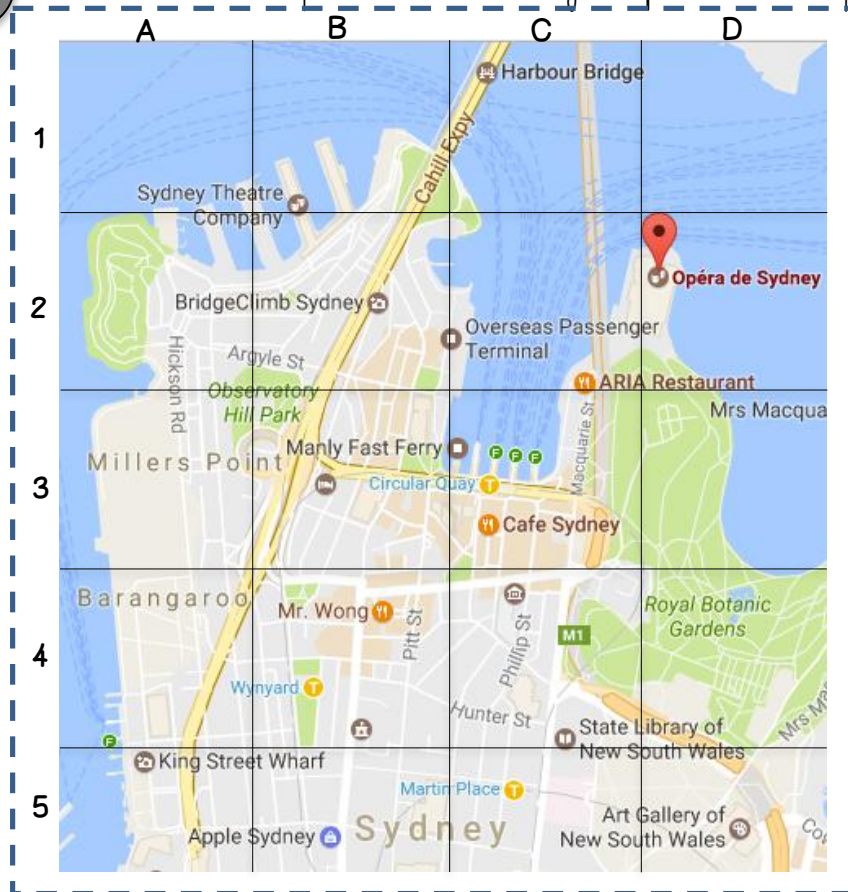 A B C D
1
Harbour Bridge
Cahill Expy
Sydney Theatre
Company
2
Opéra de Sydney
BridgeClimb Sydney
Overseas Passenger
Terminal
Argyle St
Hickson Rd
ARIA Restaurant
Observatory
Hill Park
Mrs Macqua
Macquarie St
3
Manly Fast Ferry
F F F
Millers Point
Circular Quay T
Cafe Sydney
4
Barangaroo
Mr. Wong
Royal Botanic
Gardens
Pitt St
Phillip St
M1
Wynyard T
Hunter St
Mrs Ma
State Library of
New South Wales
F
5
King Street Wharf
Martin Place T
Art Gallery of
New South Wales
Apple Sydney
Sydney
Cow